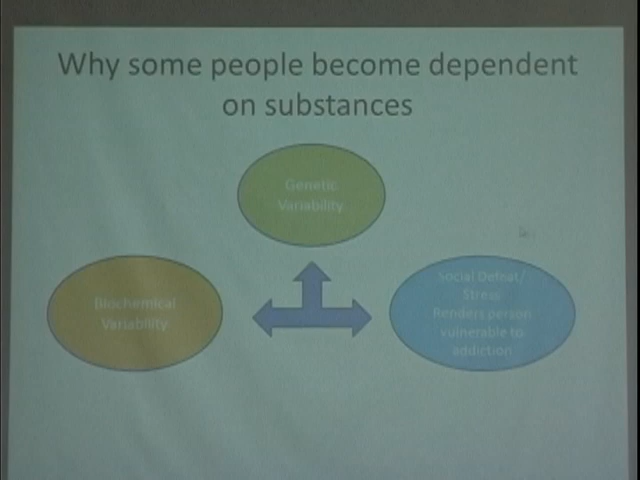 Why some people become dependent
on substances
Genetic
Variability
Biochemical
Variability
Social Defeat/
Stress
Renders person
vulnerable to
addiction